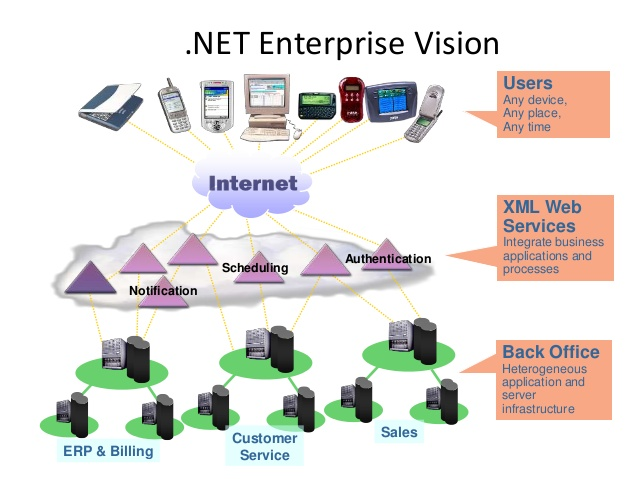 .NET Enterprise Vision
Users
Any device,
Any place,
Any time
Internet
XML Web
Services
Integrate business
applications and
processes
Authentication
Scheduling
Notification
Back Office
Heterogeneous
application and
server
infrastructure
Sales
Customer
Service
ERP & Billing